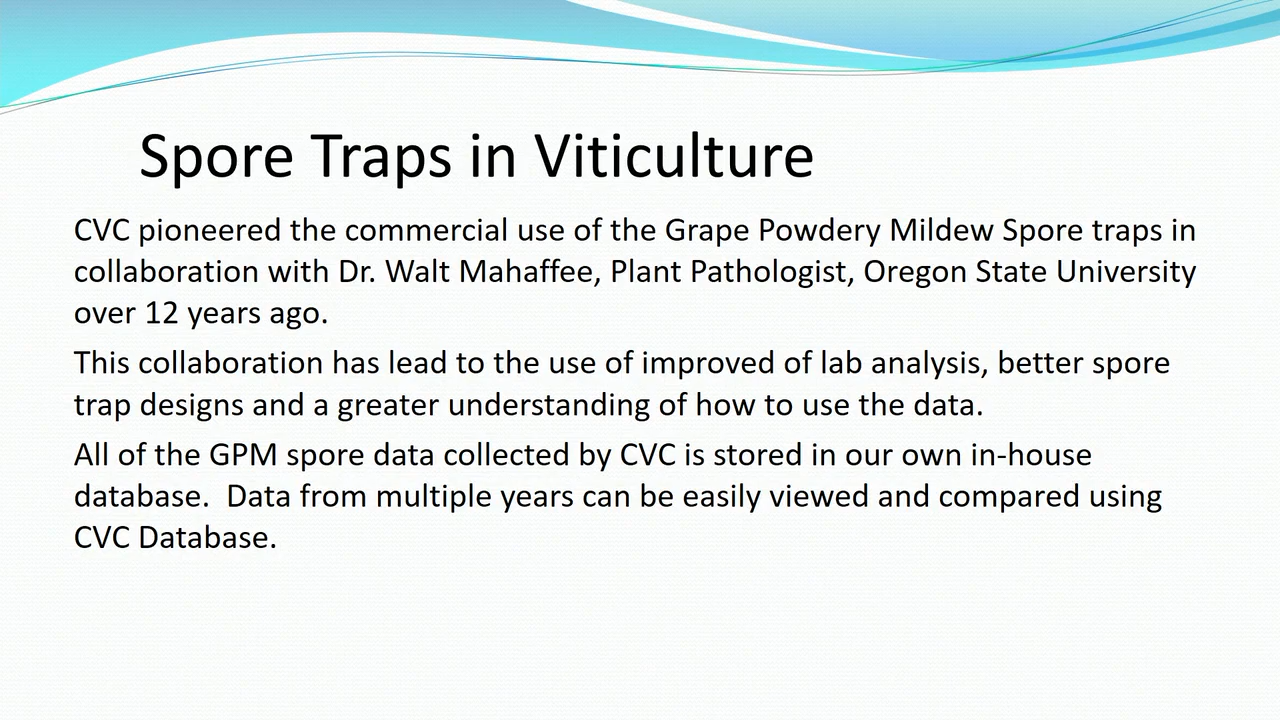 Spore Traps in Viticulture
CVC pioneered the commercial use of the Grape Powdery Mildew Spore traps in
collaboration with Dr. Walt Mahaffee, Plant Pathologist, Oregon State University
over 12 years ago.
This collaboration has lead to the use of improved of lab analysis, better spore
trap designs and a greater understanding of how to use the data.
All of the GPM spore data collected by CVC is stored in our own in-house
database.  Data from multiple years can be easily viewed and compared using
CVC Database.